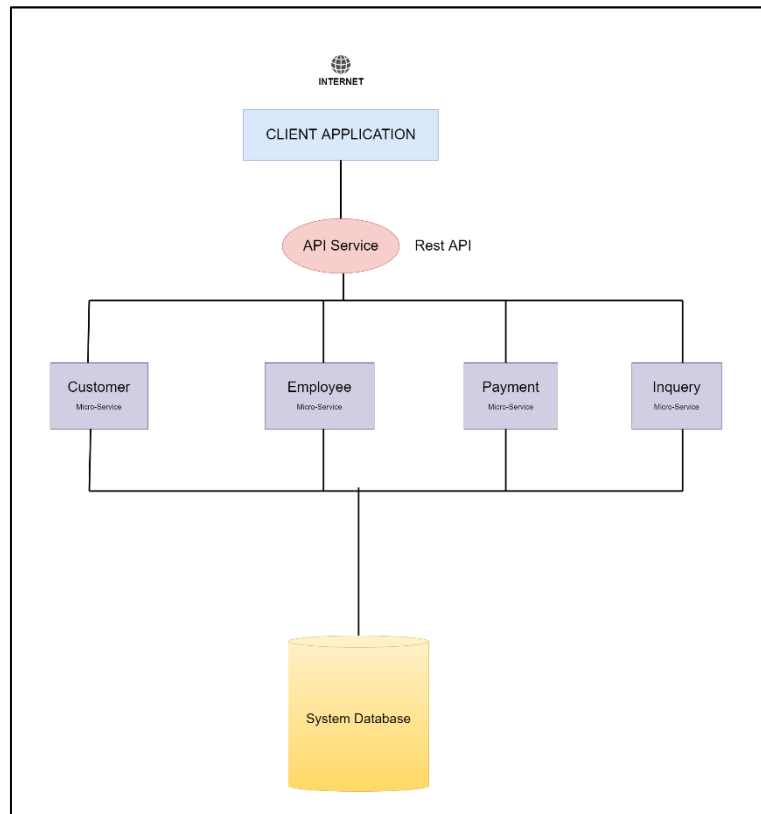 INTERNET
CLIENT APPLICATION
API Service
Rest API
Customer
Micro-Service
Employee
Micro-Service
Payment
Micro-Service
Inquery
Micro-Service
System Database